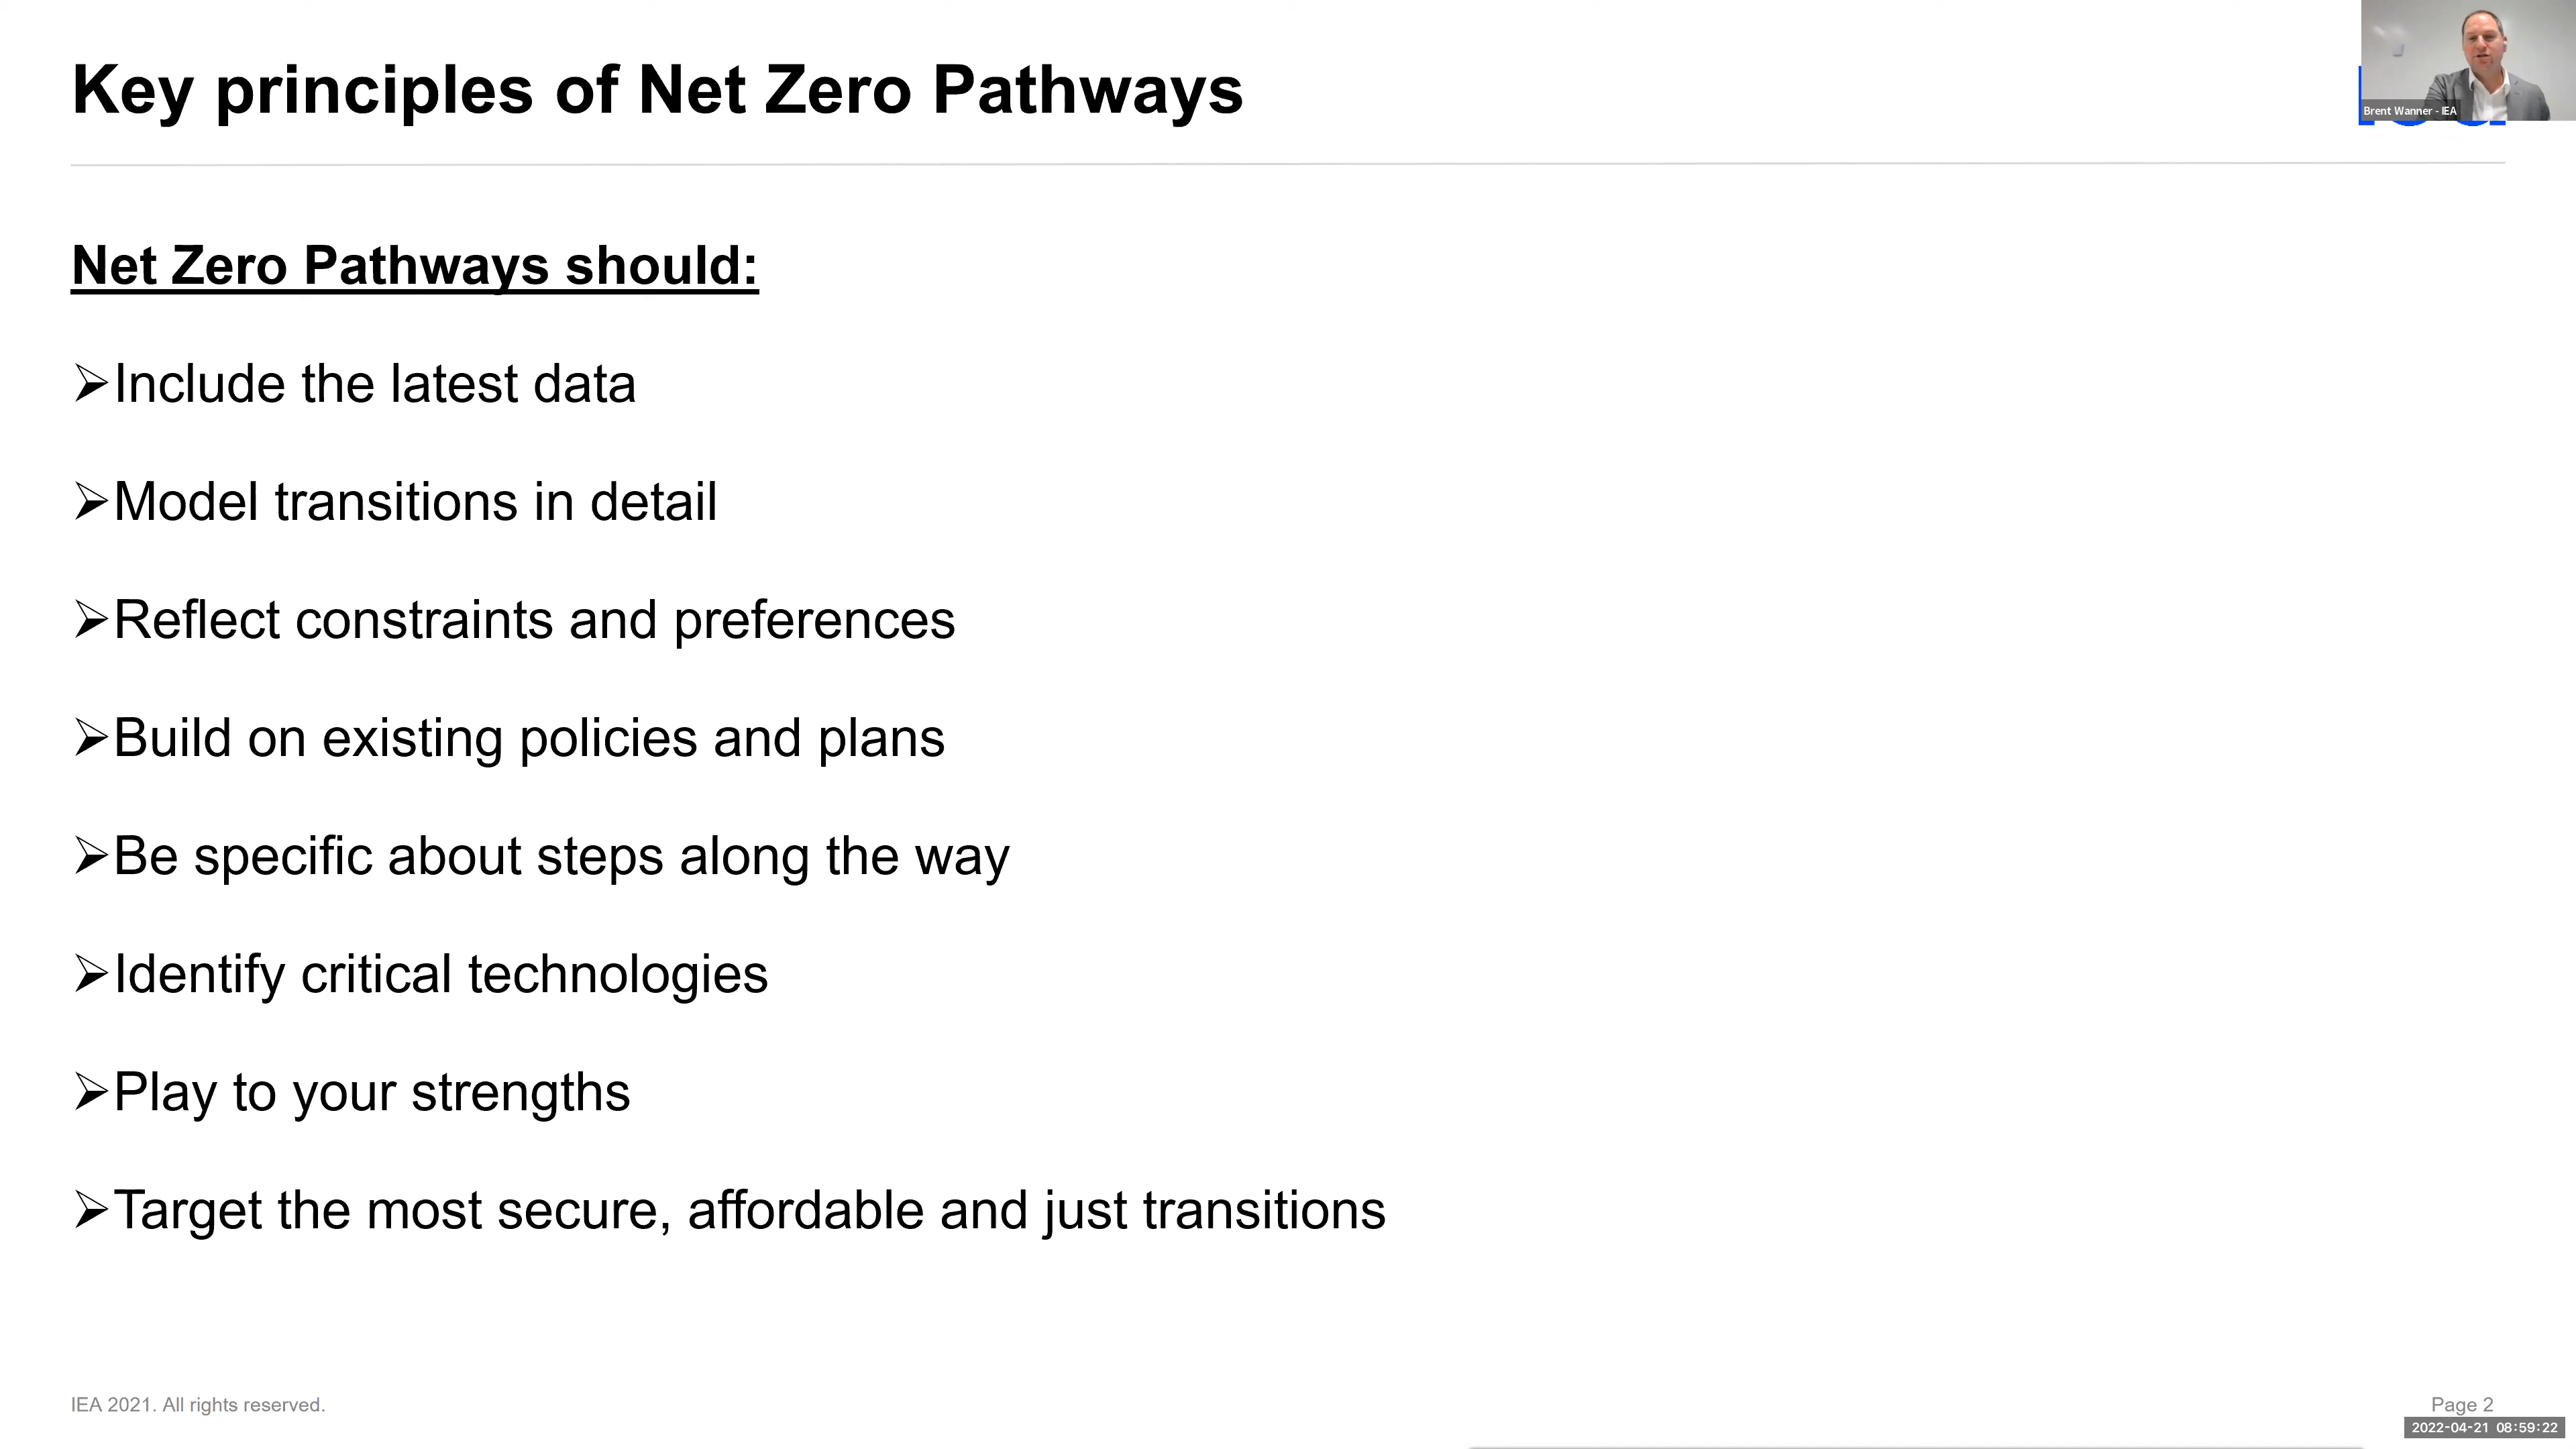 Key principles of Net Zero Pathways
Brent Wanner - IEA
Net Zero Pathways should:
➢Include the latest data
➢Model transitions in detail
➢Reflect constraints and preferences
➢Build on existing policies and plans
➢Be specific about steps along the way
➢Identify critical technologies
➢Play to your strengths
➢Target the most secure, affordable and just transitions
IEA 2021. All rights reserved.
Page 2
2022-04-21 08:59:22